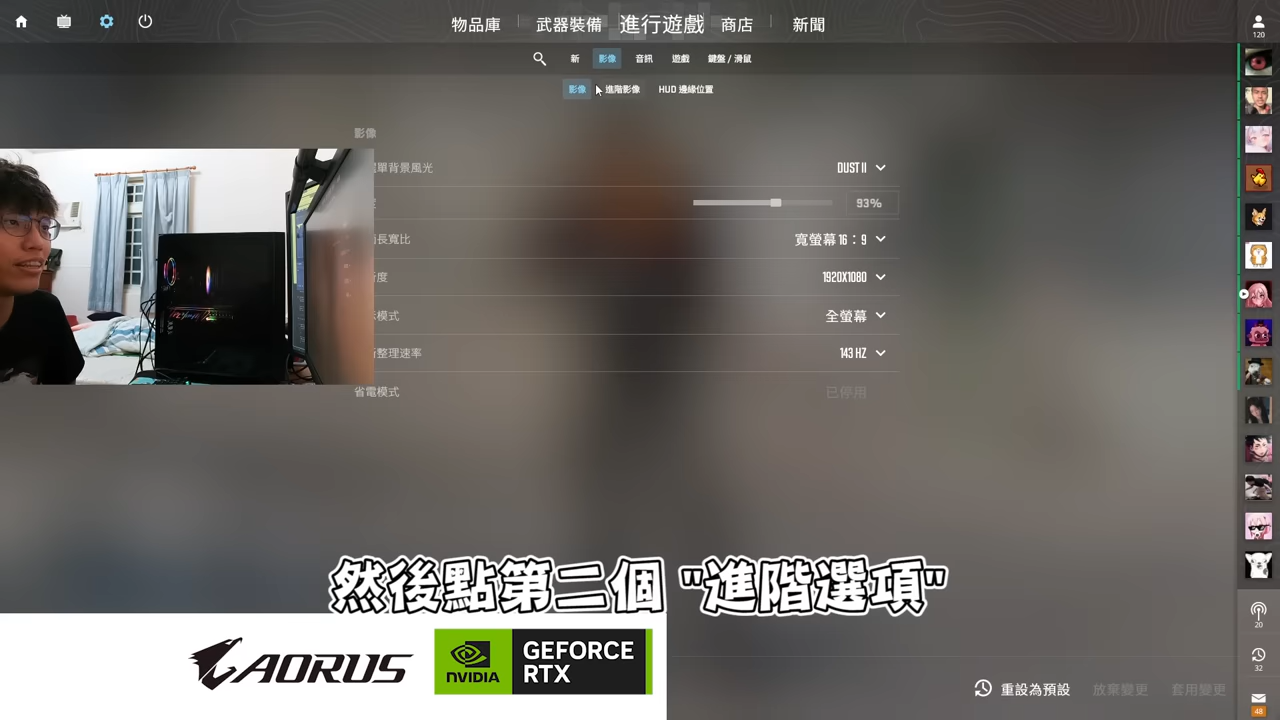 物品庫 武器裝備 進行遊戲 商店 新聞
120
新 影像 音訊 遊戲 鍵盤 / 滑鼠
影像 進階影像 HUD 邊緣位置
影像
單背景風光 DUST II
93%
長寬比 寬螢幕 16：9
度 1920X1080
模式 全螢幕
整理速率 143 HZ
省電模式 已停用
然後點第二個 "進階選項"
AORUS
NVIDIA
GEFORCE
RTX
20
32
48
重設為預設 放棄變更 套用變更